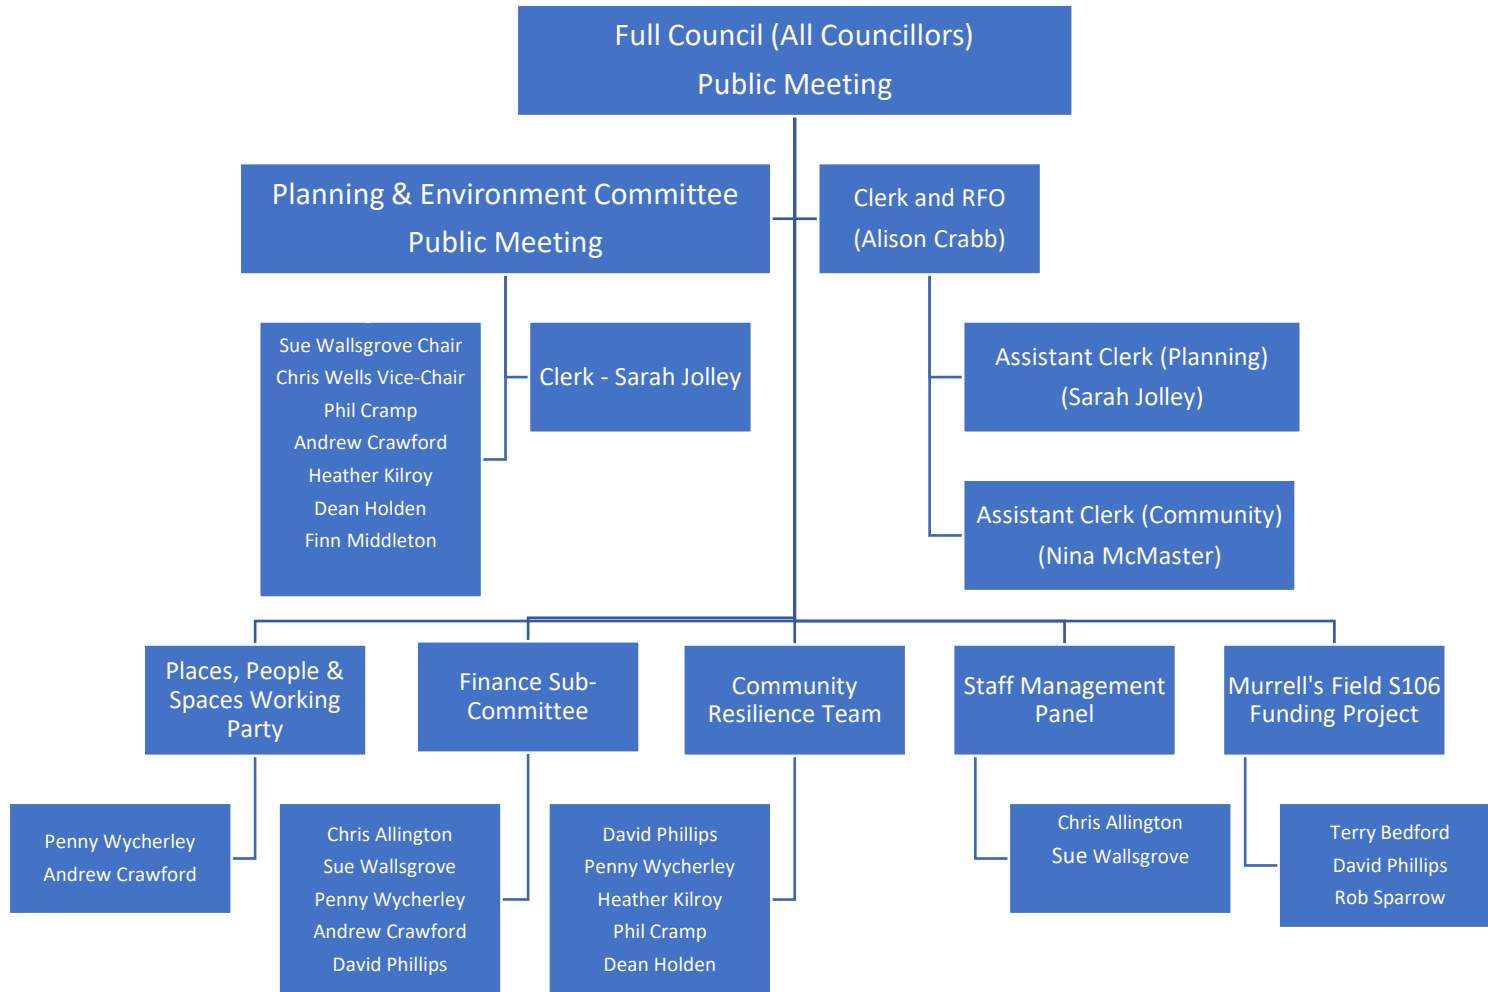 Full Council (All Councillors)
Public Meeting
Planning & Environment Committee
Public Meeting
Clerk and RFO
(Alison Crabb)
Sue Wallsgrove Chair
Chris Wells Vice-Chair
Phil Cramp
Andrew Crawford
Heather Kilroy
Dean Holden
Finn Middleton
Clerk - Sarah Jolley
Assistant Clerk (Planning)
(Sarah Jolley)
Assistant Clerk (Community)
(Nina McMaster)
Places, People &
Spaces Working
Party
Finance Sub-
Committee
Community
Resilience Team
Staff Management
Panel
Murrell's Field S106
Funding Project
Penny Wycherley
Andrew Crawford
Chris Allington
Sue Wallsgrove
Penny Wycherley
Andrew Crawford
David Phillips
David Phillips
Penny Wycherley
Heather Kilroy
Phil Cramp
Dean Holden
Chris Allington
Sue Wallsgrove
Terry Bedford
David Phillips
Rob Sparrow